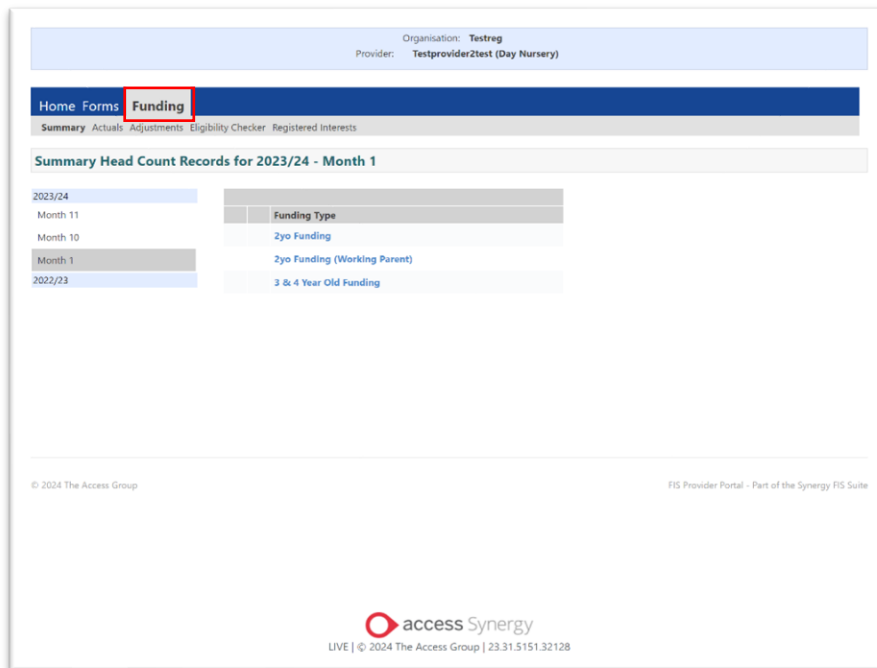 Organisation: Testreg
Provider: Testprovider2test (Day Nursery)
Home Forms Funding
Summary Actuals Adjustments Eligibility Checker Registered Interests
Summary Head Count Records for 2023/24 - Month 1
2023/24
Month 11
Month 10
Month 1
2022/23
Funding Type
2yo Funding
2yo Funding (Working Parent)
3 & 4 Year Old Funding
© 2024 The Access Group
FIS Provider Portal - Part of the Synergy FIS Suite
access Synergy
LIVE | © 2024 The Access Group | 23.31.5151.32128